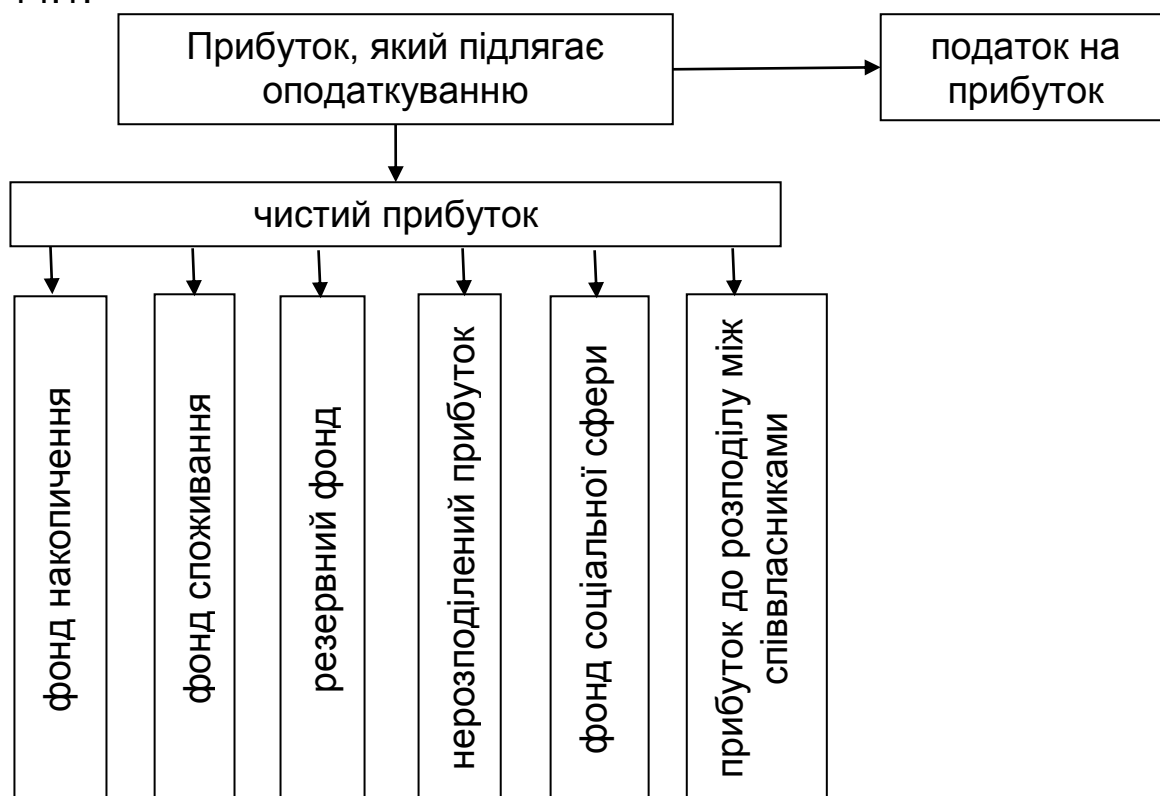 Прибуток, який підлягає
оподаткуванню
податок на
прибуток
чистий прибуток
фонд накопичення
фонд споживання
резервний фонд
нерозподілений прибуток
фонд соціальної сфери
прибуток до розподілу між
співвласниками